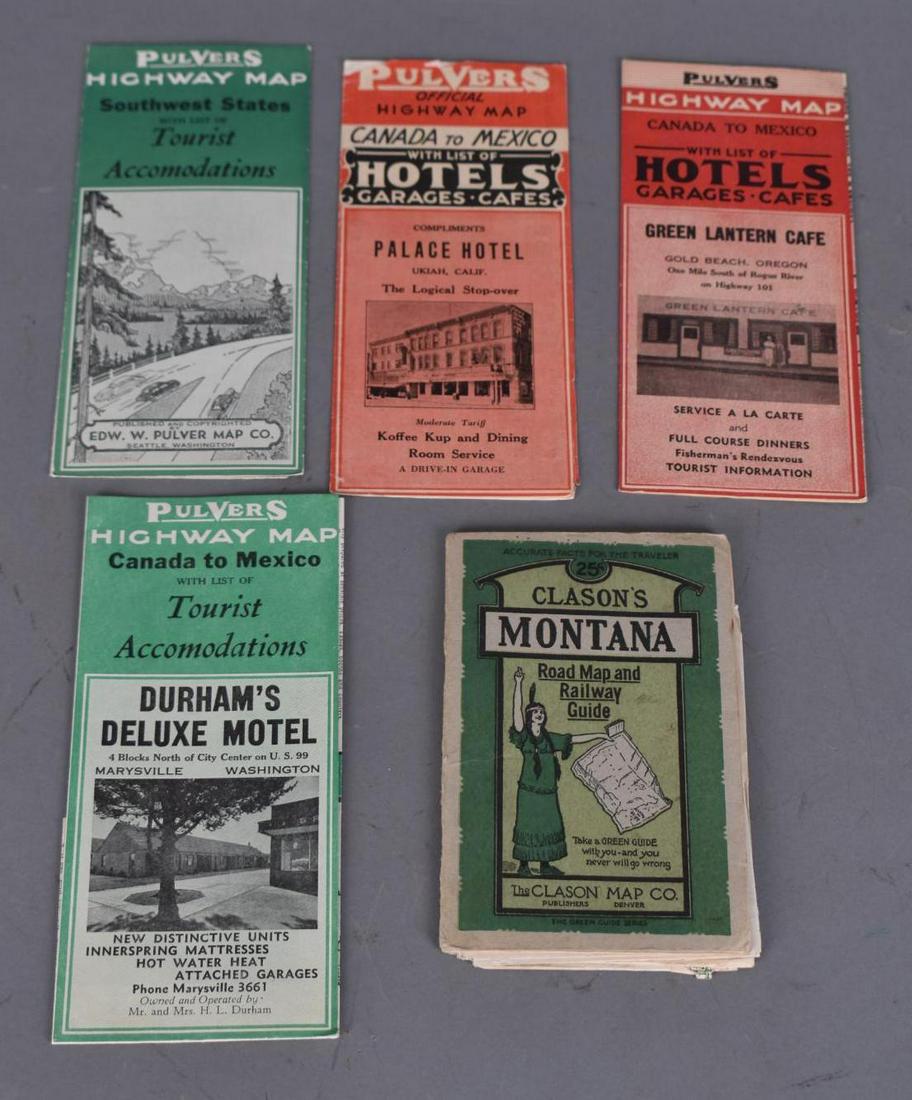 PULVERS
HIGHWAY MAP
Southwest States
WITH LIST OF
Tourist
Accomodations
PUBLISHED AND COPYRIGHTED
BY
EDW. W. PULVER MAP CO.
SEATTLE, WASHINGTON
PULVERS
OFFICIAL
HIGHWAY MAP
CANADA TO MEXICO
WITH LIST OF
HOTELS
GARAGES · CAFES
COMPLIMENTS
PALACE HOTEL
UKIAH, CALIF.
The Logical Stop-over
Moderate Tariff
Koffee Kup and Dining
Room Service
A DRIVE-IN GARAGE
PULVERS
HIGHWAY MAP
CANADA TO MEXICO
WITH LIST OF
HOTELS
GARAGES · CAFES
GREEN LANTERN CAFE
GOLD BEACH, OREGON
One Mile South of Rogue River
on Highway 101
GREEN LANTERN CAFE
SERVICE A LA CARTE
and
FULL COURSE DINNERS
Fisherman's Rendezvous
TOURIST INFORMATION
PULVERS
HIGHWAY MAP
Canada to Mexico
WITH LIST OF
Tourist
Accomodations
DURHAM'S
DELUXE MOTEL
4 Blocks North of City Center on U. S. 99
MARYSVILLE WASHINGTON
NEW DISTINCTIVE UNITS
INNERSPRING MATTRESSES
HOT WATER HEAT
ATTACHED GARAGES
Phone Marysville 3661
Owned and Operated by
Mr. and Mrs. H. L. Durham
ACCURATE FACTS FOR THE TRAVELER
25¢
CLASON'S
MONTANA
Road Map and
Railway
Guide
Take a GREEN GUIDE
with you-and you
never will go wrong
The CLASON MAP CO.
PUBLISHERS DENVER
THE GREEN GUIDE SERIES